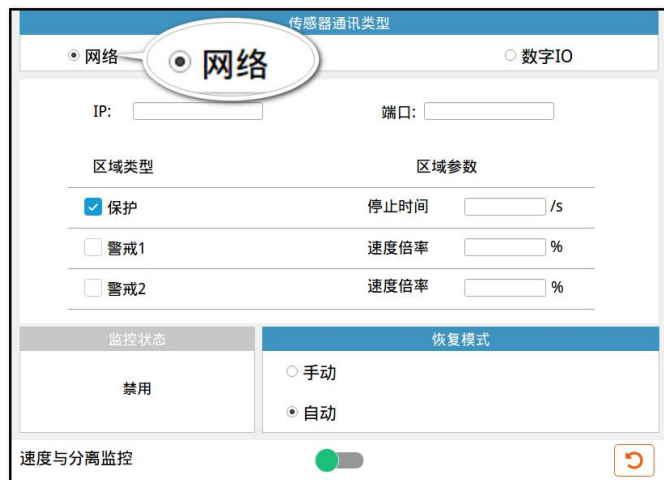 传感器通讯类型
网络
网络
数字IO
IP:
端口:
区域类型
区域参数
保护
停止时间
/s
警戒1
速度倍率
%
警戒2
速度倍率
%
监控状态
禁用
恢复模式
手动
自动
速度与分离监控